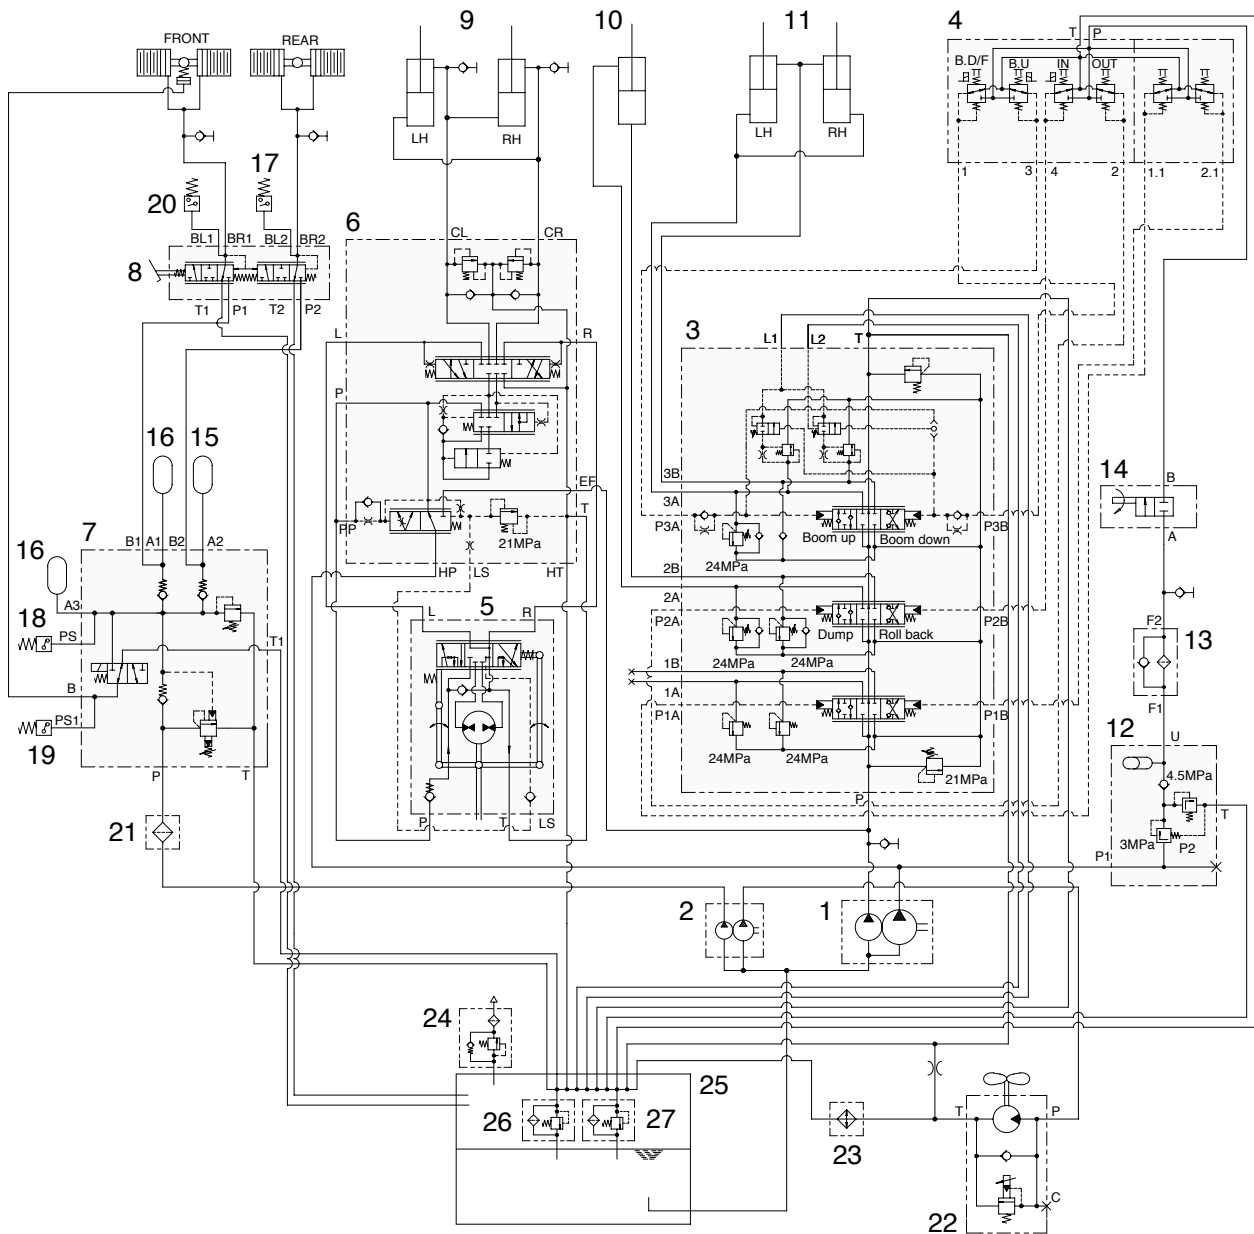 9 10 11 4
FRONT REAR
T P
B.D/F B.U IN OUT
LH RH LH RH
17
20
1 3 4 2 1.1 2.1
BL1 BR1 BL2 BR2
6
CL CR
8
T1 P1 T2 P2
L R
3 L1 L2 T
P
16 15
14 B
3B
EF
3A
PP T
P3A P3B
Boom up Boom down
21MPa
A
7
B1 A1 B2 A2
16
HP LS HT
24MPa
2B
2A
A3
L 5 R
P2A P2B
Dump Roll back
F2
13
18 PS T1
24MPa 24MPa
1B
1A
B
F1
P1A P1B
PS1
19
12 U
24MPa 24MPa
4.5MPa
21MPa
P T
P
T
21
P T LS
3MPa P2
P1
2 1
24
25
26 27
T P
23
C
22